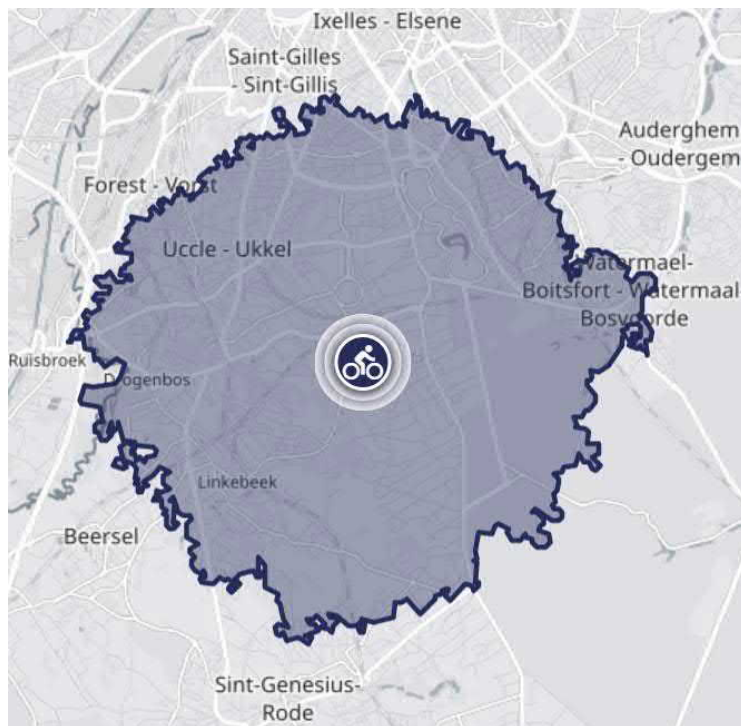 Ixelles - Elsene
Saint-Gilles
- Sint-Gillis
Auderghem
- Oudergem
Forest - Vorst
Uccle - Ukkel
Watermael-
Boitsfort - Watermaal-
Bosvoorde
Ruisbroek
Drogenbos
Linkebeek
Beersel
Sint-Genesius-
Rode